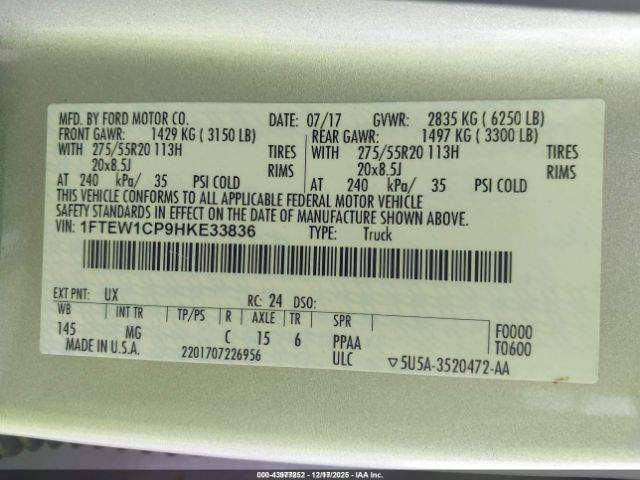 MFD. BY FORD MOTOR CO. DATE: 07/17 GVWR: 2835 KG ( 6250 LB)
FRONT GAWR: 1429 KG ( 3150 LB) REAR GAWR: 1497 KG ( 3300 LB)
WITH 275/55R20 113H TIRES WITH 275/55R20 113H TIRES
20x8.5J RIMS 20x8.5J RIMS
AT 240 kPa/ 35 PSI COLD AT 240 kPa/ 35 PSI COLD
THIS VEHICLE CONFORMS TO ALL APPLICABLE FEDERAL MOTOR VEHICLE
SAFETY STANDARDS IN EFFECT ON THE DATE OF MANUFACTURE SHOWN ABOVE.
VIN: 1FTEW1CP9HKE33836 TYPE: Truck
EXT PNT: UX RC: 24 DSO:
WB INT TR TP/PS R AXLE TR SPR F0000
145 MG C 15 6 PPAA T0600
MADE IN U.S.A. 2201707226956 ULC ▽5U5A-3520472-AA
000-43977252 - 12/17/2025 - IAA Inc.